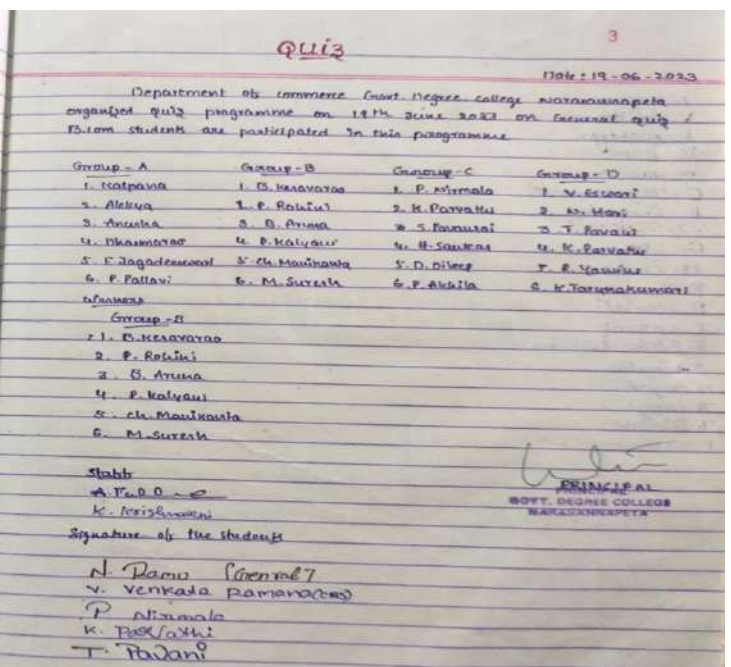 Quiz
3
Date : 19-06-2023
Department of commerce Govt. Degree college Narasannapeta
organized quiz programme on 19th June 2023 on General quiz
B.com students are participated in this programme
Group-A Group-B Group-C Group-D
1. Kalpana 1. B. Kesavarao 1. P. Nirmala 1. V. Eswari
2. Alekya 2. P. Rohini 2. K. Parvathi 2. N. Hari
3. Anusha 3. B. Aruna 3 S. Pavansai 3 T. Pavani
4. Dharmarao 4 P. Kalyani 4. H. Sankar 4. K. Parvathi
5. E. Jagadeeswari 5 ch. Manikanta 5. D. Dileep 5. R. Yamini
6. P. Pallavi 6. M. Suresh 6. P. Akhila 6 K. Tarunakumari
winners
Group-B
1. B. Kesavarao
2. P. Rohini
3. B. Aruna
4. P. Kalyani
5. ch. Manikanta
6. M. Suresh
Staff
K. Krishnaveni
Signature of the students
N. Ramu (General)
V. Venkata Ramana
P Nirmala
K. Parvathi
T. Pavani
PRINCIPAL
GOVT. DEGREE COLLEGE
NARASANNAPETA